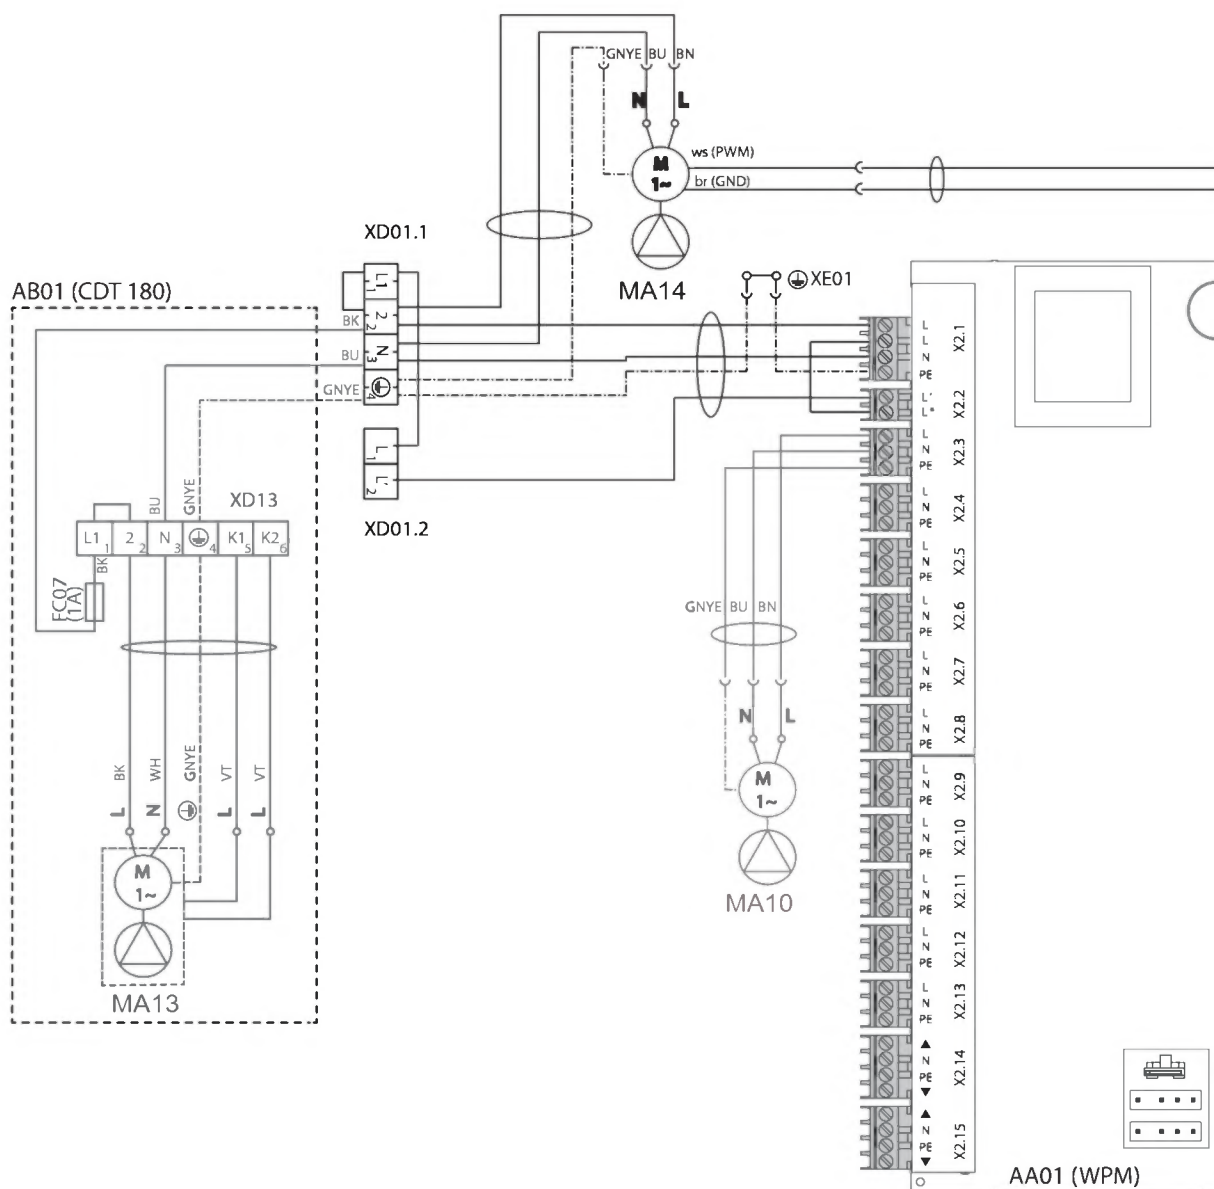 GNYE BU BN
N L
M
1~
ws (PWM)
br (GND)
MA14
XD01.1
L1 1
2 2
N 3
4
BK
BU
GNYE
L 1
L' 2
XD01.2
XE01
AB01 (CDT 180)
BU
GNYE
XD13
L1 1 2 2 N 3 4 K1 5 K2 6
BK
FC07
(1A)
BK WH GNYE VT VT
L N L L
M
1~
MA13
GNYE BU BN
N L
M
1~
MA10
L
L
N
PE
X2.1
L'
L*
X2.2
L
N
PE
X2.3
L
N
PE
X2.4
L
N
PE
X2.5
L
N
PE
X2.6
L
N
PE
X2.7
L
N
PE
X2.8
L
N
PE
X2.9
L
N
PE
X2.10
L
N
PE
X2.11
L
N
PE
X2.12
L
N
PE
X2.13
▲
N
PE
▼
X2.14
▲
N
PE
▼
X2.15
AA01 (WPM)